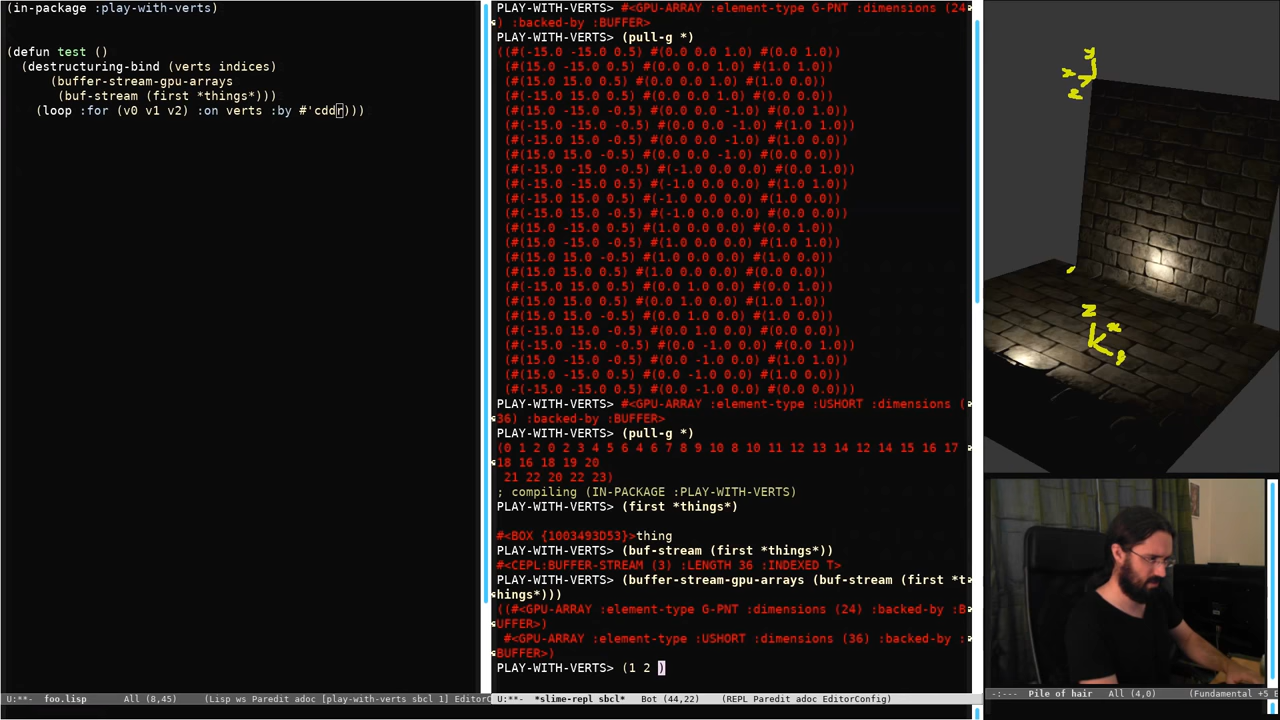 (in-package :play-with-verts)
(defun test ()
(destructuring-bind (verts indices)
(buffer-stream-gpu-arrays
(buf-stream (first *things*)))
(loop :for (v0 v1 v2) :on verts :by #'cddr)))
U:**- foo.lisp All (8,45) (Lisp ws Paredit adoc [play-with-verts sbcl 1] EditorC
PLAY-WITH-VERTS> #<GPU-ARRAY :element-type G-PNT :dimensions (24
) :backed-by :BUFFER>
PLAY-WITH-VERTS> (pull-g *)
((#(-15.0 -15.0 0.5) #(0.0 0.0 1.0) #(0.0 1.0))
(#(15.0 -15.0 0.5) #(0.0 0.0 1.0) #(1.0 1.0))
(#(15.0 15.0 0.5) #(0.0 0.0 1.0) #(1.0 0.0))
(#(-15.0 15.0 0.5) #(0.0 0.0 1.0) #(0.0 0.0))
(#(15.0 -15.0 -0.5) #(0.0 0.0 -1.0) #(0.0 1.0))
(#(-15.0 -15.0 -0.5) #(0.0 0.0 -1.0) #(1.0 1.0))
(#(-15.0 15.0 -0.5) #(0.0 0.0 -1.0) #(1.0 0.0))
(#(15.0 15.0 -0.5) #(0.0 0.0 -1.0) #(0.0 0.0))
(#(-15.0 -15.0 -0.5) #(-1.0 0.0 0.0) #(0.0 1.0))
(#(-15.0 -15.0 0.5) #(-1.0 0.0 0.0) #(1.0 1.0))
(#(-15.0 15.0 0.5) #(-1.0 0.0 0.0) #(1.0 0.0))
(#(-15.0 15.0 -0.5) #(-1.0 0.0 0.0) #(0.0 0.0))
(#(15.0 -15.0 0.5) #(1.0 0.0 0.0) #(0.0 1.0))
(#(15.0 -15.0 -0.5) #(1.0 0.0 0.0) #(1.0 1.0))
(#(15.0 15.0 -0.5) #(1.0 0.0 0.0) #(1.0 0.0))
(#(15.0 15.0 0.5) #(1.0 0.0 0.0) #(0.0 0.0))
(#(-15.0 15.0 0.5) #(0.0 1.0 0.0) #(0.0 1.0))
(#(15.0 15.0 0.5) #(0.0 1.0 0.0) #(1.0 1.0))
(#(15.0 15.0 -0.5) #(0.0 1.0 0.0) #(1.0 0.0))
(#(-15.0 15.0 -0.5) #(0.0 1.0 0.0) #(0.0 0.0))
(#(-15.0 -15.0 -0.5) #(0.0 -1.0 0.0) #(0.0 1.0))
(#(15.0 -15.0 -0.5) #(0.0 -1.0 0.0) #(1.0 1.0))
(#(15.0 -15.0 0.5) #(0.0 -1.0 0.0) #(1.0 0.0))
(#(-15.0 -15.0 0.5) #(0.0 -1.0 0.0) #(0.0 0.0)))
PLAY-WITH-VERTS> #<GPU-ARRAY :element-type :USHORT :dimensions (
36) :backed-by :BUFFER>
PLAY-WITH-VERTS> (pull-g *)
(0 1 2 0 2 3 4 5 6 4 6 7 8 9 10 8 10 11 12 13 14 12 14 15 16 17
18 16 18 19 20
21 22 20 22 23)
; compiling (IN-PACKAGE :PLAY-WITH-VERTS)
PLAY-WITH-VERTS> (first *things*)
#<BOX {1003493D53}>thing
PLAY-WITH-VERTS> (buf-stream (first *things*))
#<CEPL:BUFFER-STREAM (3) :LENGTH 36 :INDEXED T>
PLAY-WITH-VERTS> (buffer-stream-gpu-arrays (buf-stream (first *t
hings*)))
((#<GPU-ARRAY :element-type G-PNT :dimensions (24) :backed-by :B
UFFER>)
#<GPU-ARRAY :element-type :USHORT :dimensions (36) :backed-by :
BUFFER>)
PLAY-WITH-VERTS> (1 2 )
U:**- *slime-repl sbcl* Bot (44,22) (REPL Paredit adoc EditorConfig)
y
x
z
z
x
y
-:--- Pile of hair All (4,0) (Fundamental +5 E